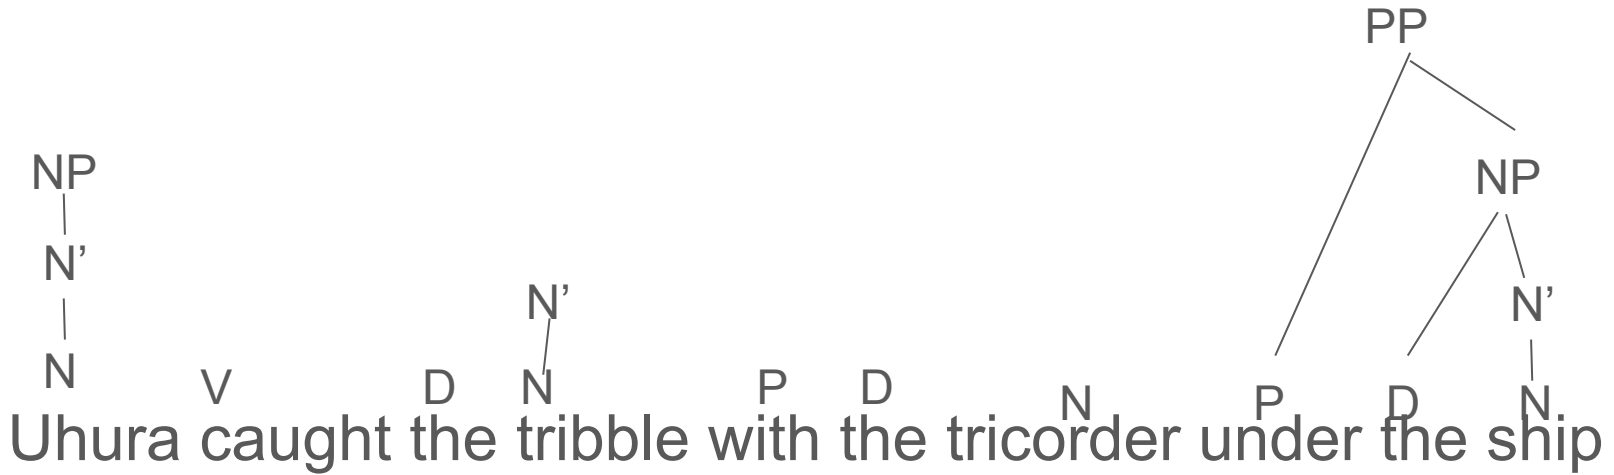 PP
NP NP
N’ N’ N’
N V D N P D N P D N
Uhura caught the tribble with the tricorder under the ship